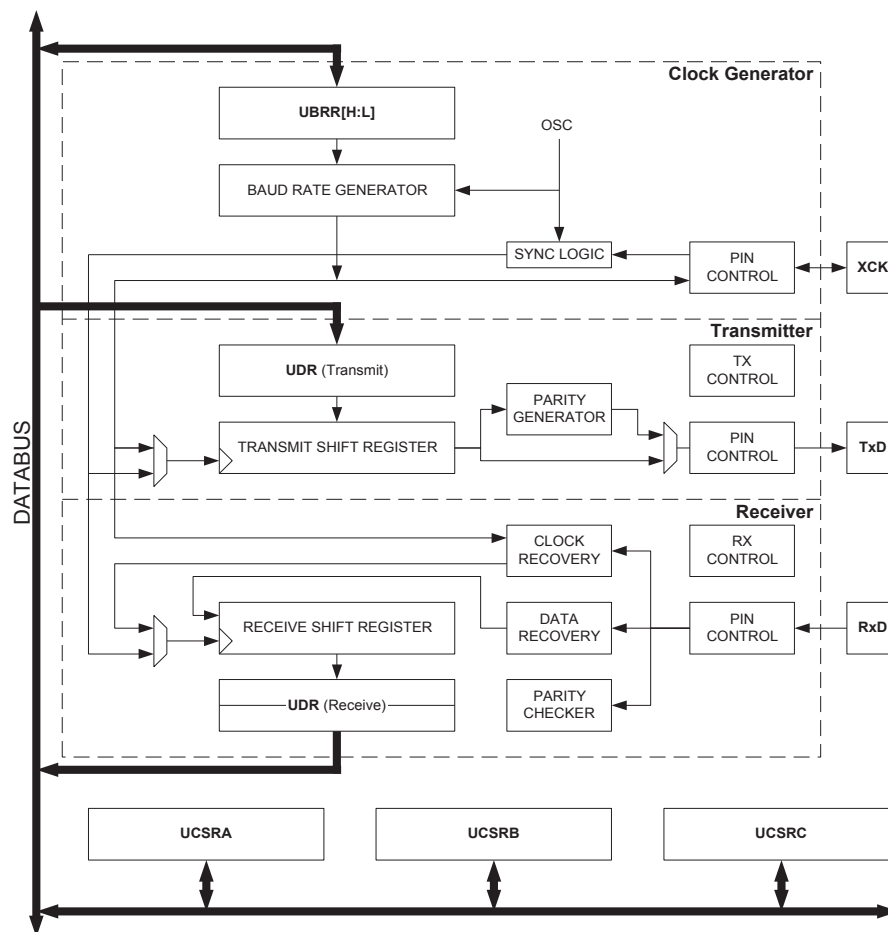 Clock Generator
UBRR[H:L]
OSC
BAUD RATE GENERATOR
SYNC LOGIC
PIN
CONTROL
XCK
Transmitter
UDR (Transmit)
TX
CONTROL
PARITY
GENERATOR
TRANSMIT SHIFT REGISTER
PIN
CONTROL
TxD
DATABUS
Receiver
CLOCK
RECOVERY
RX
CONTROL
RECEIVE SHIFT REGISTER
DATA
RECOVERY
PIN
CONTROL
RxD
UDR (Receive)
PARITY
CHECKER
UCSRA
UCSRB
UCSRC